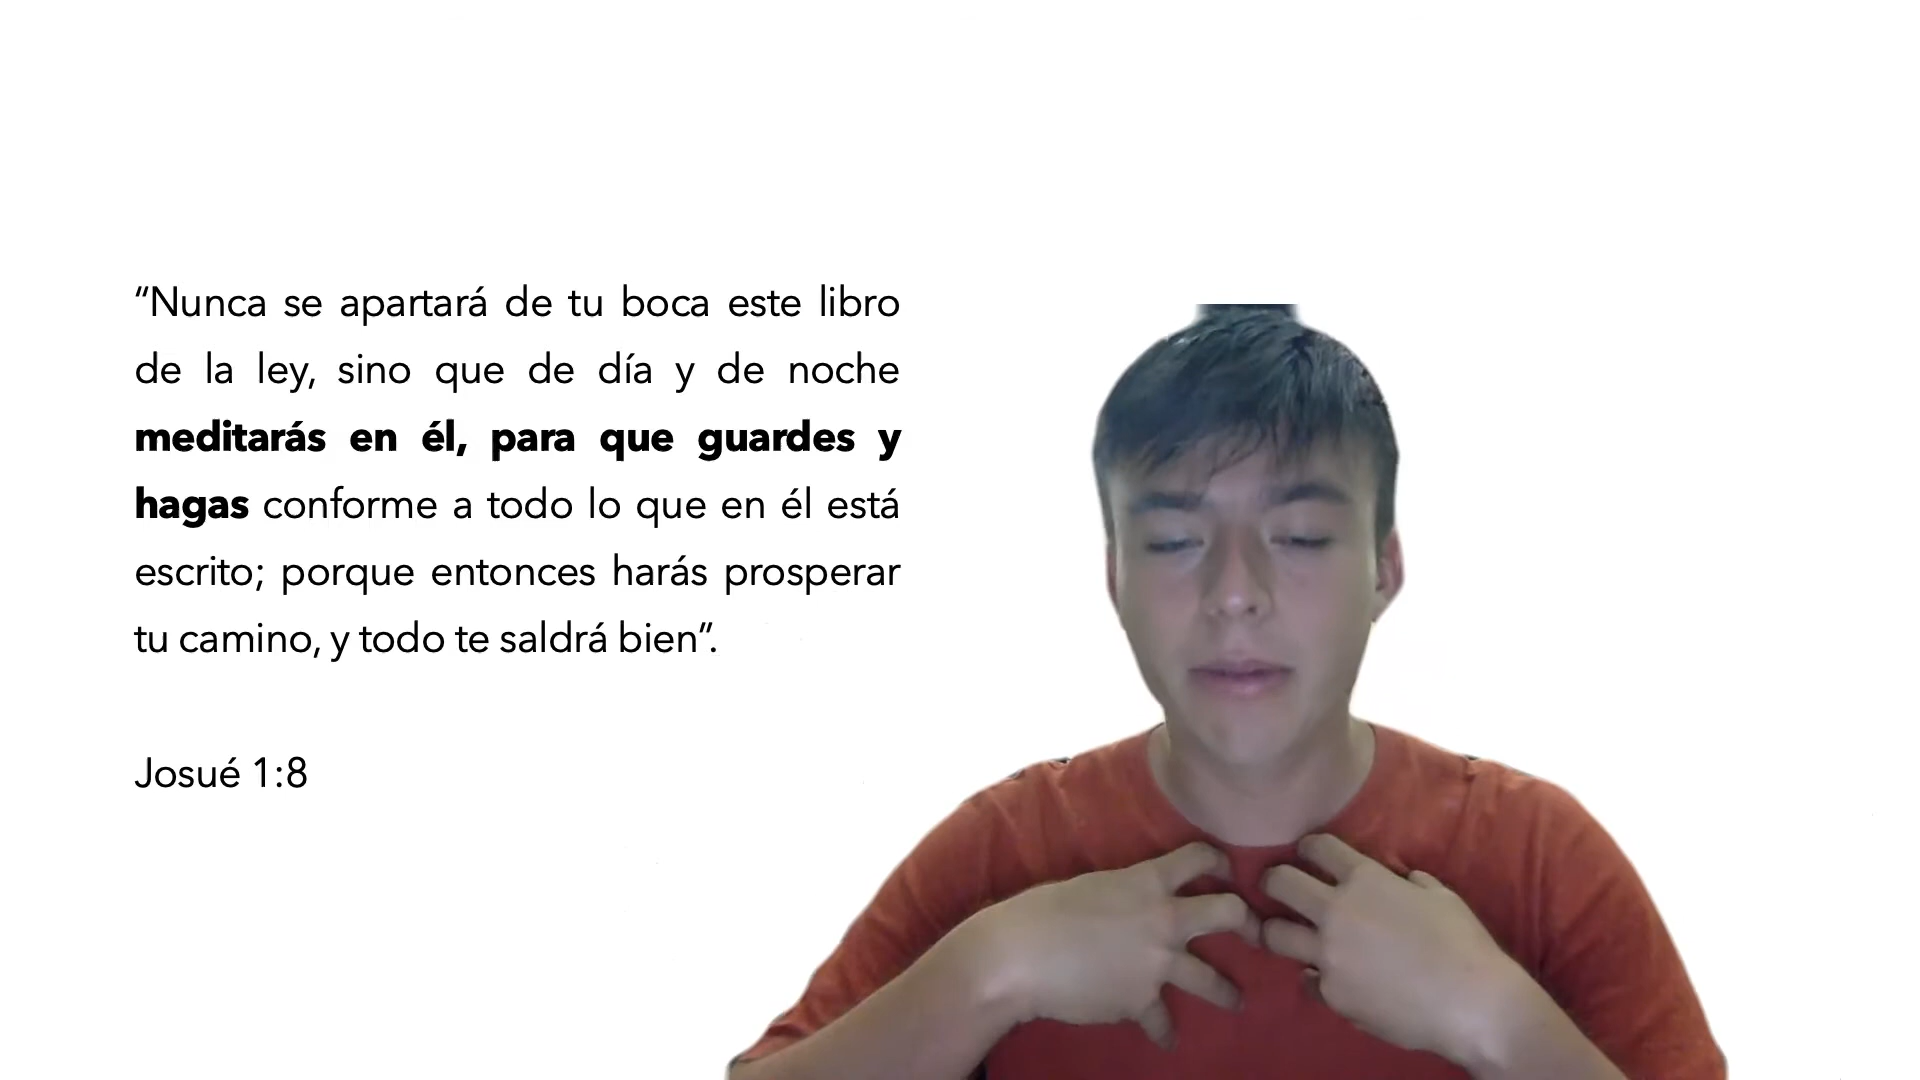 “Nunca se apartará de tu boca este libro
de la ley, sino que de día y de noche
meditarás en él, para que guardes y
hagas conforme a todo lo que en él está
escrito; porque entonces harás prosperar
tu camino, y todo te saldrá bien”.
Josué 1:8